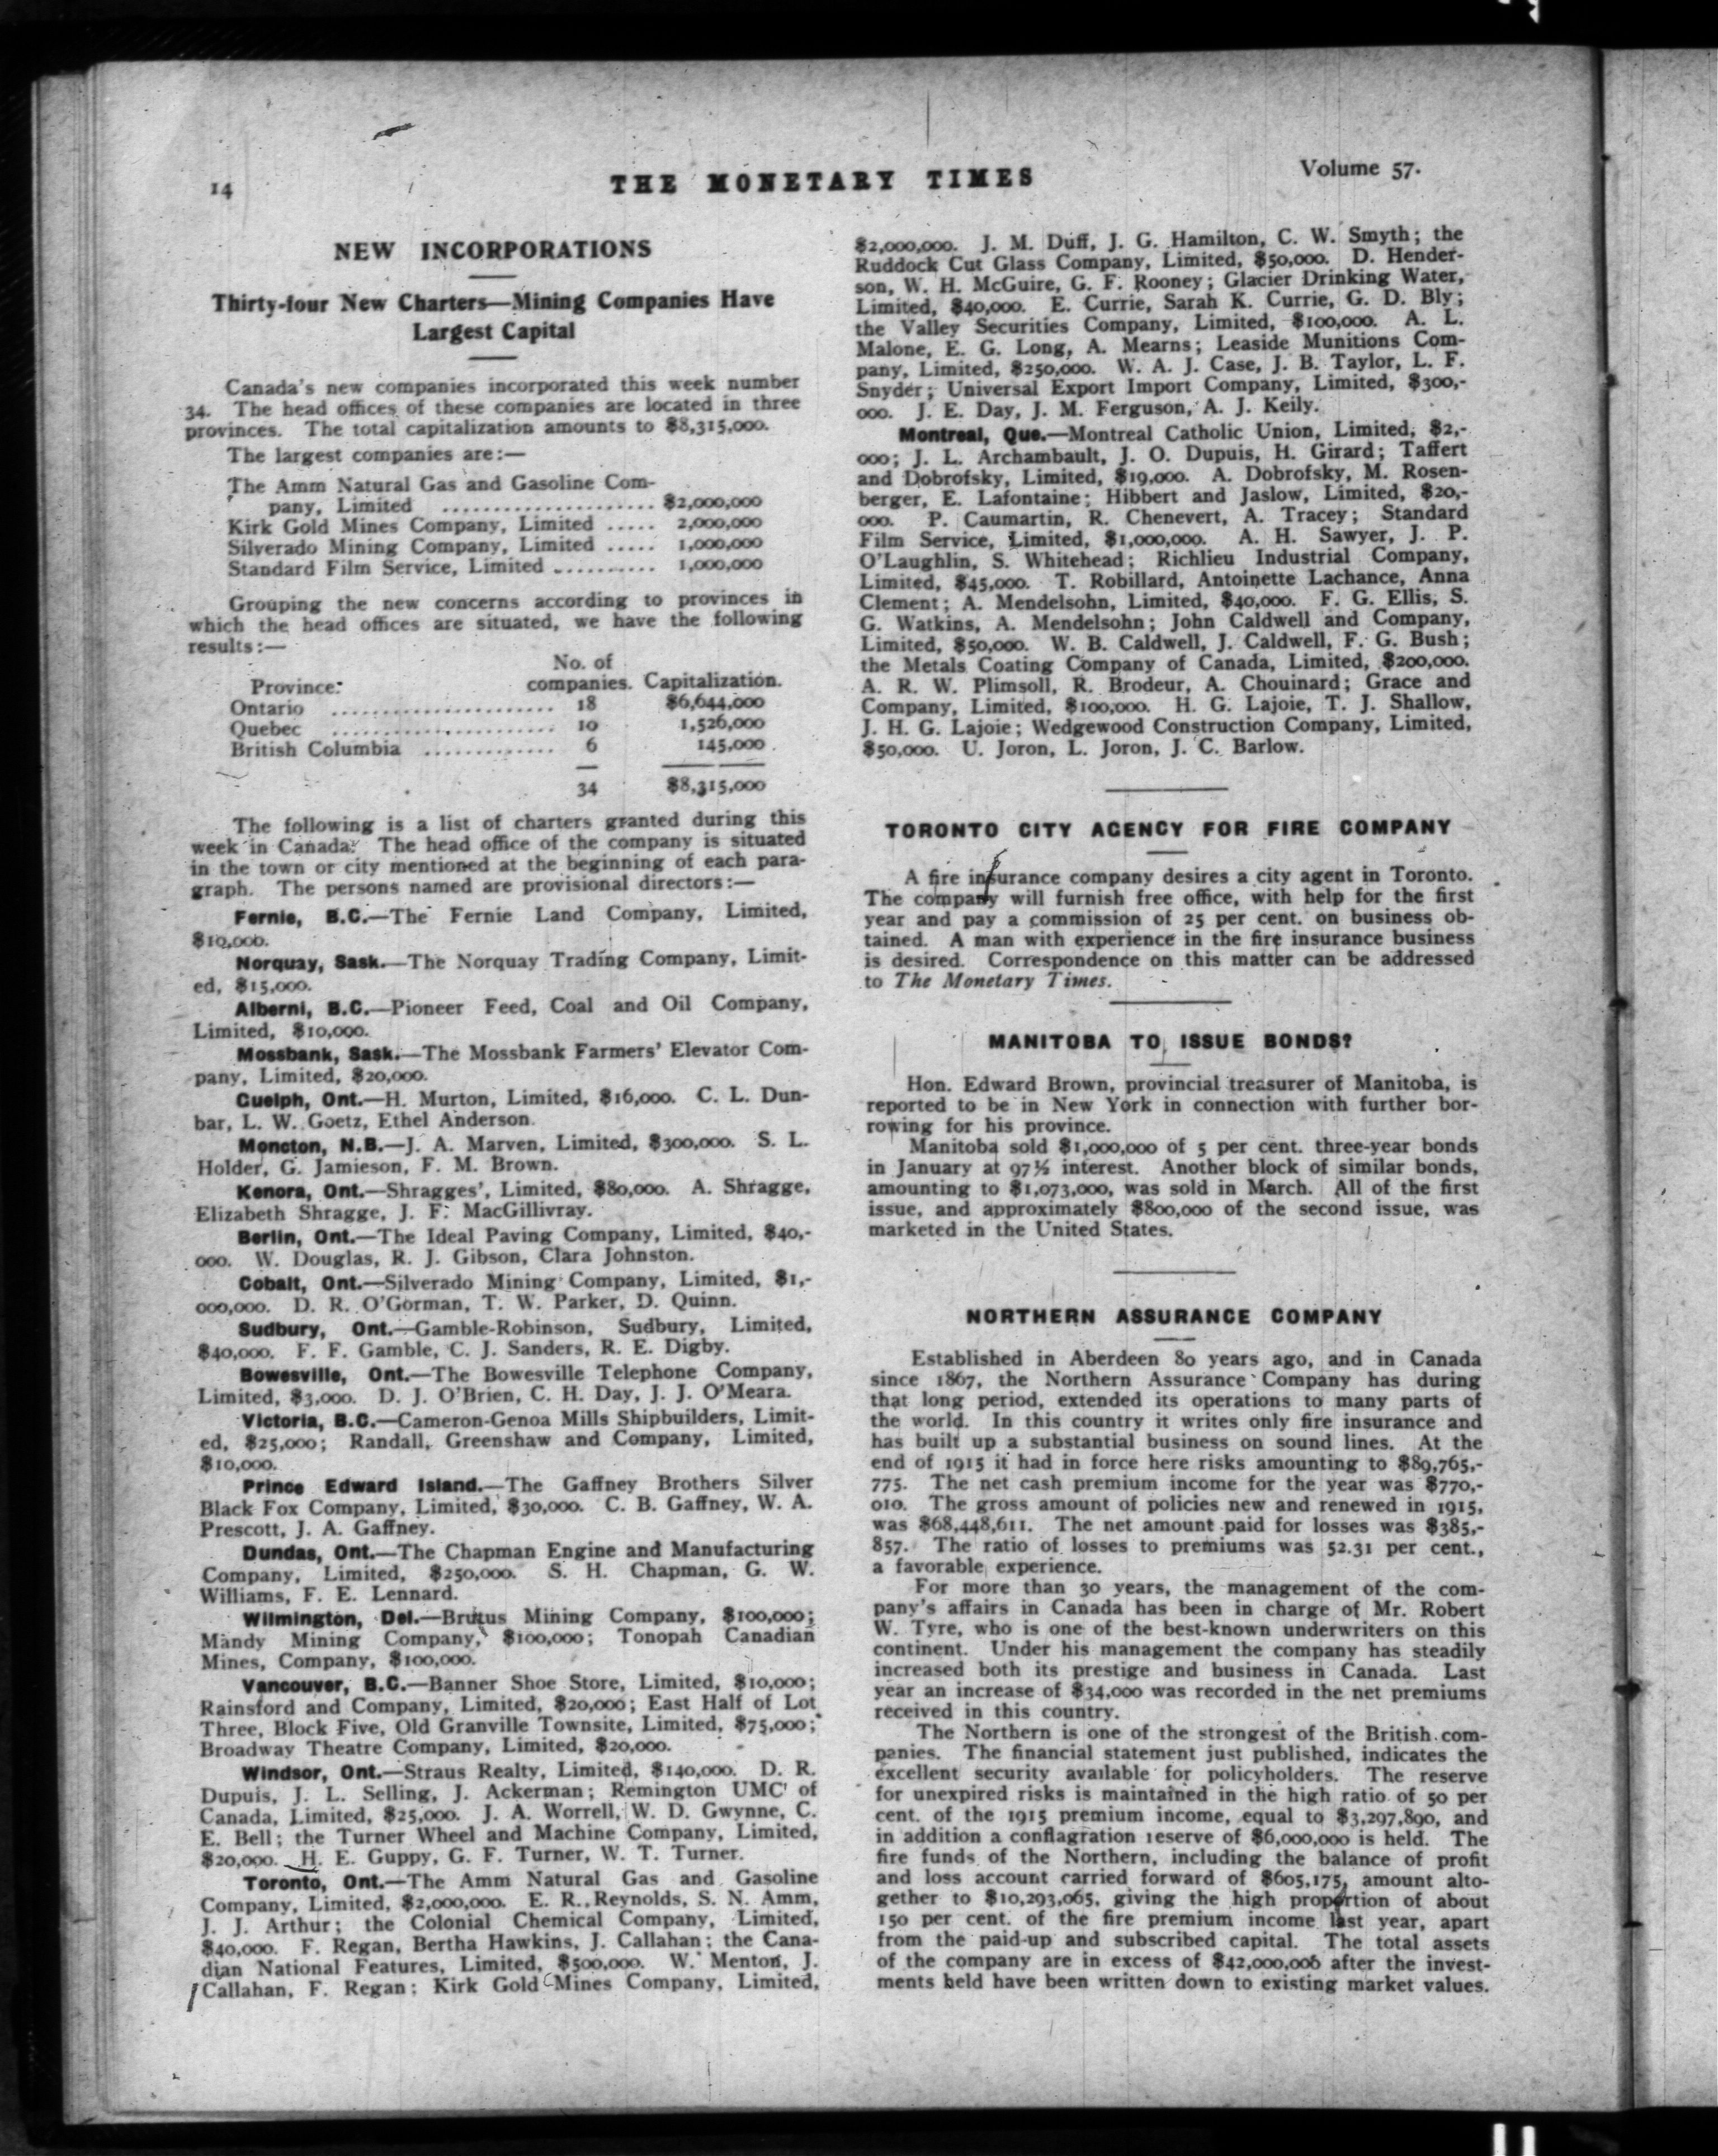 14
THE MONETARY TIMES
Volume 57.
NEW INCORPORATIONS
Thirty-four New Charters—Mining Companies Have
Largest Capital
Canada's new companies incorporated this week number
34. The head offices of these companies are located in three
provinces. The total capitalization amounts to $8,315,000.
The largest companies are:—
The Amm Natural Gas and Gasoline Com-
pany, Limited ..................... $2,000,000
Kirk Gold Mines Company, Limited ..... 2,000,000
Silverado Mining Company, Limited ..... 1,000,000
Standard Film Service, Limited .......... 1,000,000
Grouping the new concerns according to provinces in
which the head offices are situated, we have the following
results:—
No. of
Province. companies. Capitalization.
Ontario ...................... 18 $6,644,000
Quebec ...................... 10 1,526,000
British Columbia ............. 6 145,000
34 $8,315,000
The following is a list of charters granted during this
week in Canada. The head office of the company is situated
in the town or city mentioned at the beginning of each para-
graph. The persons named are provisional directors:—
Fernie, B.C.—The Fernie Land Company, Limited,
$10,000.
Norquay, Sask.—The Norquay Trading Company, Limit-
ed, $15,000.
Alberni, B.C.—Pioneer Feed, Coal and Oil Company,
Limited, $10,000.
Mossbank, Sask.—The Mossbank Farmers' Elevator Com-
pany, Limited, $20,000.
Guelph, Ont.—H. Murton, Limited, $16,000. C. L. Dun-
bar, L. W. Goetz, Ethel Anderson.
Moncton, N.B.—J. A. Marven, Limited, $300,000. S. L.
Holder, G. Jamieson, F. M. Brown.
Kenora, Ont.—Shragges', Limited, $80,000. A. Shragge,
Elizabeth Shragge, J. F. MacGillivray.
Berlin, Ont.—The Ideal Paving Company, Limited, $40,-
000. W. Douglas, R. J. Gibson, Clara Johnston.
Cobalt, Ont.—Silverado Mining Company, Limited, $1,-
000,000. D. R. O'Gorman, T. W. Parker, D. Quinn.
Sudbury, Ont.—Gamble-Robinson, Sudbury, Limited,
$40,000. F. F. Gamble, C. J. Sanders, R. E. Digby.
Bowesville, Ont.—The Bowesville Telephone Company,
Limited, $3,000. D. J. O'Brien, C. H. Day, J. J. O'Meara.
Victoria, B.C.—Cameron-Genoa Mills Shipbuilders, Limit-
ed, $25,000; Randall, Greenshaw and Company, Limited,
$10,000.
Prince Edward Island.—The Gaffney Brothers Silver
Black Fox Company, Limited, $30,000. C. B. Gaffney, W. A.
Prescott, J. A. Gaffney.
Dundas, Ont.—The Chapman Engine and Manufacturing
Company, Limited, $250,000. S. H. Chapman, G. W.
Williams, F. E. Lennard.
Wilmington, Del.—Brutus Mining Company, $100,000;
Mandy Mining Company, $100,000; Tonopah Canadian
Mines, Company, $100,000.
Vancouver, B.C.—Banner Shoe Store, Limited, $10,000;
Rainsford and Company, Limited, $20,000; East Half of Lot
Three, Block Five, Old Granville Townsite, Limited, $75,000;
Broadway Theatre Company, Limited, $20,000.
Windsor, Ont.—Straus Realty, Limited, $140,000. D. R.
Dupuis, J. L. Selling, J. Ackerman; Remington UMC of
Canada, Limited, $25,000. J. A. Worrell, W. D. Gwynne, C.
E. Bell; the Turner Wheel and Machine Company, Limited,
$20,000. H. E. Guppy, G. F. Turner, W. T. Turner.
Toronto, Ont.—The Amm Natural Gas and Gasoline
Company, Limited, $2,000,000. E. R. Reynolds, S. N. Amm,
J. J. Arthur; the Colonial Chemical Company, Limited,
$40,000. F. Regan, Bertha Hawkins, J. Callahan; the Cana-
dian National Features, Limited, $500,000. W. Menton, J.
Callahan, F. Regan; Kirk Gold Mines Company, Limited,
$2,000,000. J. M. Duff, J. G. Hamilton, C. W. Smyth; the
Ruddock Cut Glass Company, Limited, $50,000. D. Hender-
son, W. H. McGuire, G. F. Rooney; Glacier Drinking Water,
Limited, $40,000. E. Currie, Sarah K. Currie, G. D. Bly;
the Valley Securities Company, Limited, $100,000. A. L.
Malone, E. G. Long, A. Mearns; Leaside Munitions Com-
pany, Limited, $250,000. W. A. J. Case, J. B. Taylor, L. F.
Snyder; Universal Export Import Company, Limited, $300,-
000. J. E. Day, J. M. Ferguson, A. J. Keily.
Montreal, Que.—Montreal Catholic Union, Limited, $2,-
000; J. L. Archambault, J. O. Dupuis, H. Girard; Taffert
and Dobrofsky, Limited, $19,000. A. Dobrofsky, M. Rosen-
berger, E. Lafontaine; Hibbert and Jaslow, Limited, $20,-
000. P. Caumartin, R. Chenevert, A. Tracey; Standard
Film Service, Limited, $1,000,000. A. H. Sawyer, J. P.
O'Laughlin, S. Whitehead; Richlieu Industrial Company,
Limited, $45,000. T. Robillard, Antoinette Lachance, Anna
Clement; A. Mendelsohn, Limited, $40,000. F. G. Ellis, S.
G. Watkins, A. Mendelsohn; John Caldwell and Company,
Limited, $50,000. W. B. Caldwell, J. Caldwell, F. G. Bush;
the Metals Coating Company of Canada, Limited, $200,000.
A. R. W. Plimsoll, R. Brodeur, A. Chouinard; Grace and
Company, Limited, $100,000. H. G. Lajoie, T. J. Shallow,
J. H. G. Lajoie; Wedgewood Construction Company, Limited,
$50,000. U. Joron, L. Joron, J. C. Barlow.
TORONTO CITY AGENCY FOR FIRE COMPANY
A fire insurance company desires a city agent in Toronto.
The company will furnish free office, with help for the first
year and pay a commission of 25 per cent. on business ob-
tained. A man with experience in the fire insurance business
is desired. Correspondence on this matter can be addressed
to The Monetary Times.
MANITOBA TO ISSUE BONDS?
Hon. Edward Brown, provincial treasurer of Manitoba, is
reported to be in New York in connection with further bor-
rowing for his province.
Manitoba sold $1,000,000 of 5 per cent. three-year bonds
in January at 97½ interest. Another block of similar bonds,
amounting to $1,073,000, was sold in March. All of the first
issue, and approximately $800,000 of the second issue, was
marketed in the United States.
NORTHERN ASSURANCE COMPANY
Established in Aberdeen 80 years ago, and in Canada
since 1867, the Northern Assurance Company has during
that long period, extended its operations to many parts of
the world. In this country it writes only fire insurance and
has built up a substantial business on sound lines. At the
end of 1915 it had in force here risks amounting to $89,765,-
775. The net cash premium income for the year was $770,-
010. The gross amount of policies new and renewed in 1915,
was $68,448,611. The net amount paid for losses was $385,-
857. The ratio of losses to premiums was 52.31 per cent.,
a favorable experience.
For more than 30 years, the management of the com-
pany's affairs in Canada has been in charge of Mr. Robert
W. Tyre, who is one of the best-known underwriters on this
continent. Under his management the company has steadily
increased both its prestige and business in Canada. Last
year an increase of $34,000 was recorded in the net premiums
received in this country.
The Northern is one of the strongest of the British com-
panies. The financial statement just published, indicates the
excellent security available for policyholders. The reserve
for unexpired risks is maintained in the high ratio of 50 per
cent. of the 1915 premium income, equal to $3,297,890, and
in addition a conflagration reserve of $6,000,000 is held. The
fire funds of the Northern, including the balance of profit
and loss account carried forward of $605,175, amount alto-
gether to $10,293,065, giving the high proportion of about
150 per cent. of the fire premium income last year, apart
from the paid-up and subscribed capital. The total assets
of the company are in excess of $42,000,006 after the invest-
ments held have been written down to existing market values.